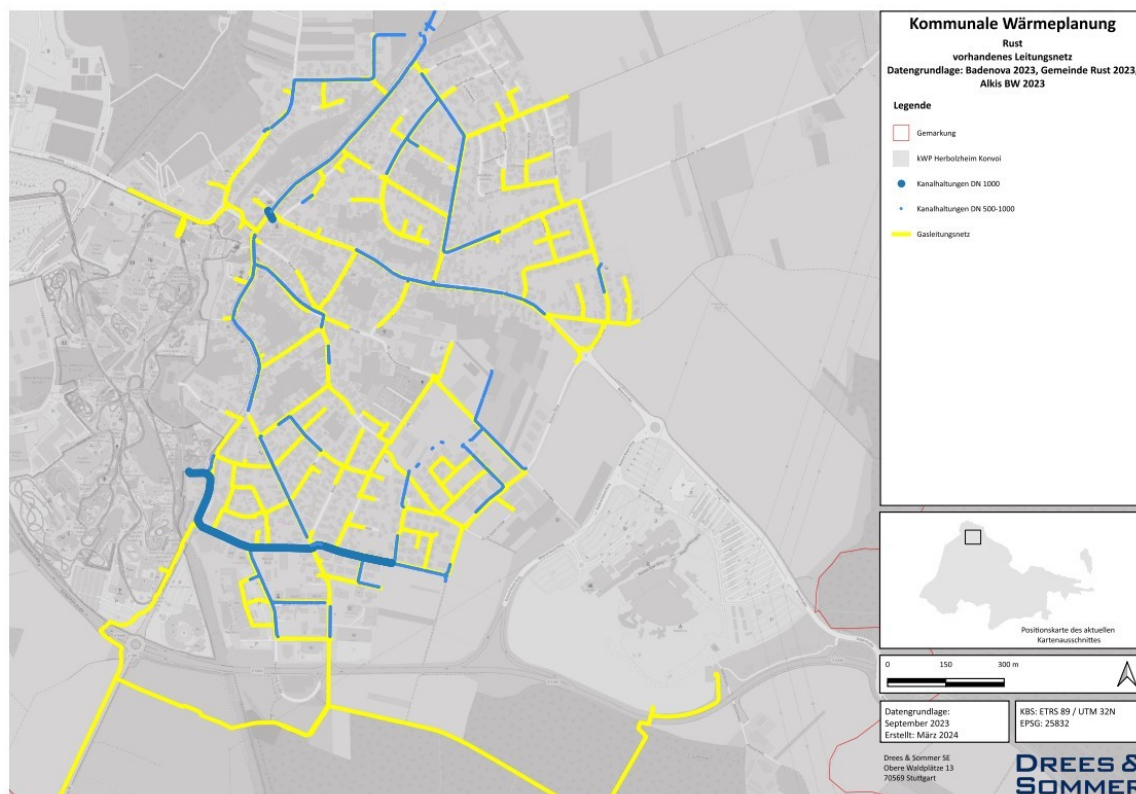 Kommunale Wärmeplanung
Rust
vorhandenes Leitungsnetz
Datengrundlage: Badenova 2023, Gemeinde Rust 2023,
Alkis BW 2023
Legende
Gemarkung
kWP Herbolzheim Konvoi
Kanalhaltungen DN 1000
Kanalhaltungen DN 500-1000
Gasleitungsnetz
Positionskarte des aktuellen
Kartenausschnittes
0 150 300 m
Datengrundlage:
September 2023
Erstellt: März 2024
KBS: ETRS 89 / UTM 32N
EPSG: 25832
Drees & Sommer SE
Obere Waldplätze 13
70569 Stuttgart
DREES &
SOMMER